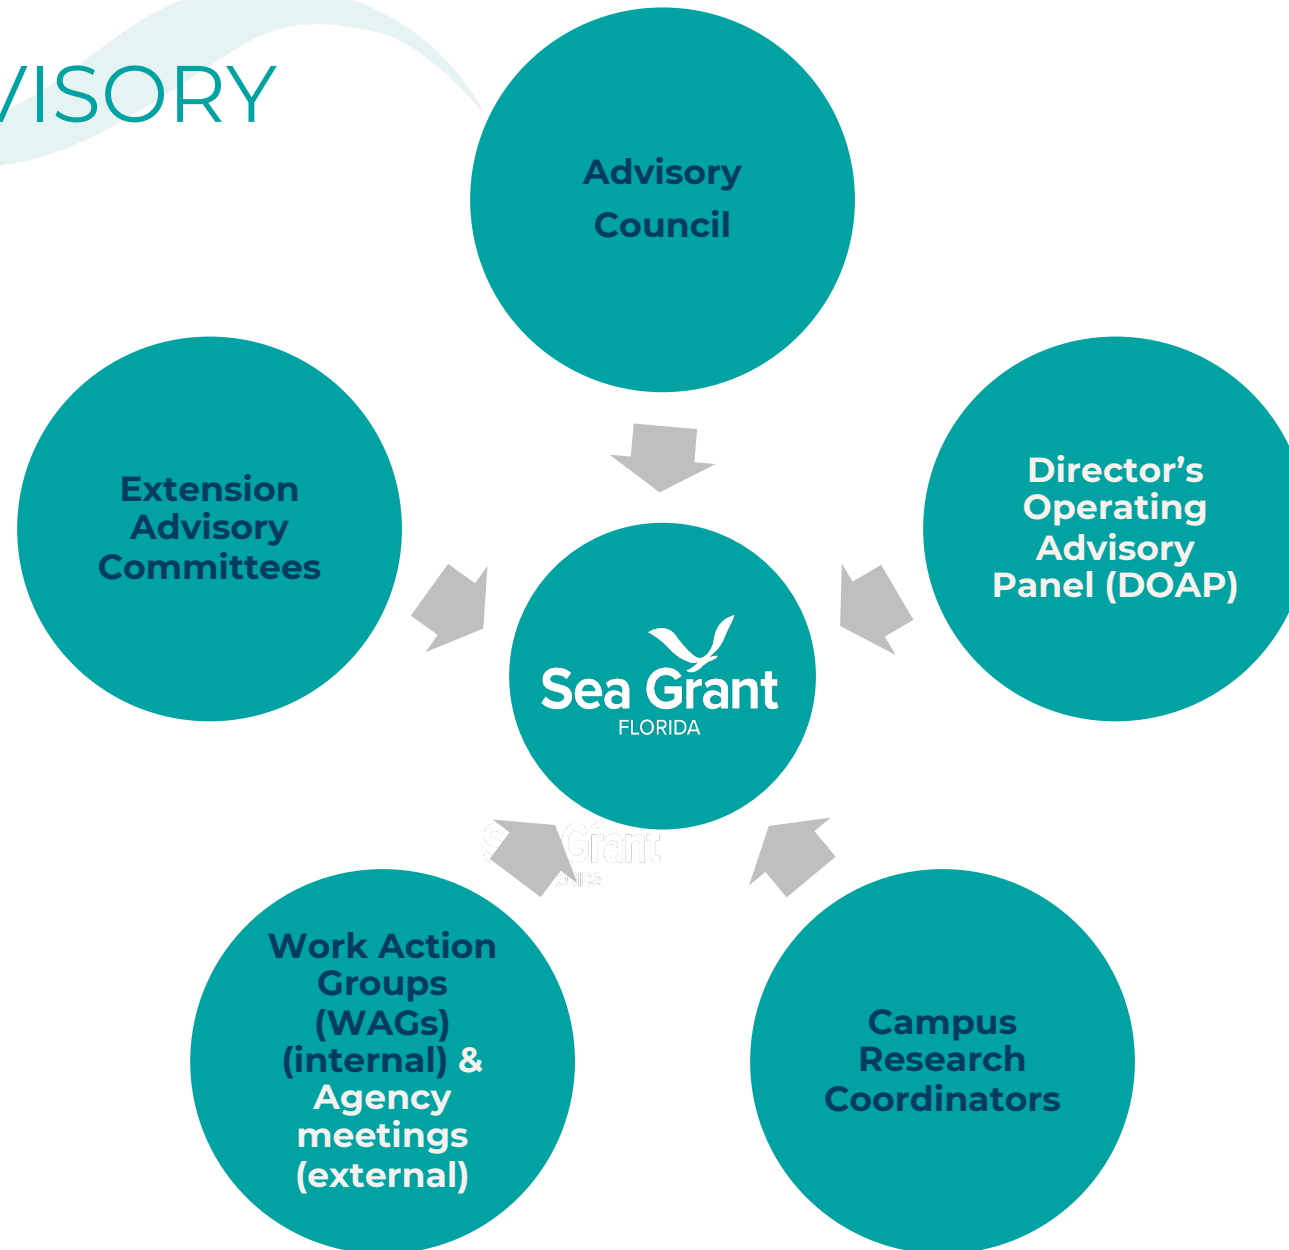 VISORY
Advisory
Council
Extension
Advisory
Committees
Director’s
Operating
Advisory
Panel (DOAP)
Sea Grant
FLORIDA
Work Action
Groups
(WAGs)
(internal) &
Agency
meetings
(external)
Campus
Research
Coordinators